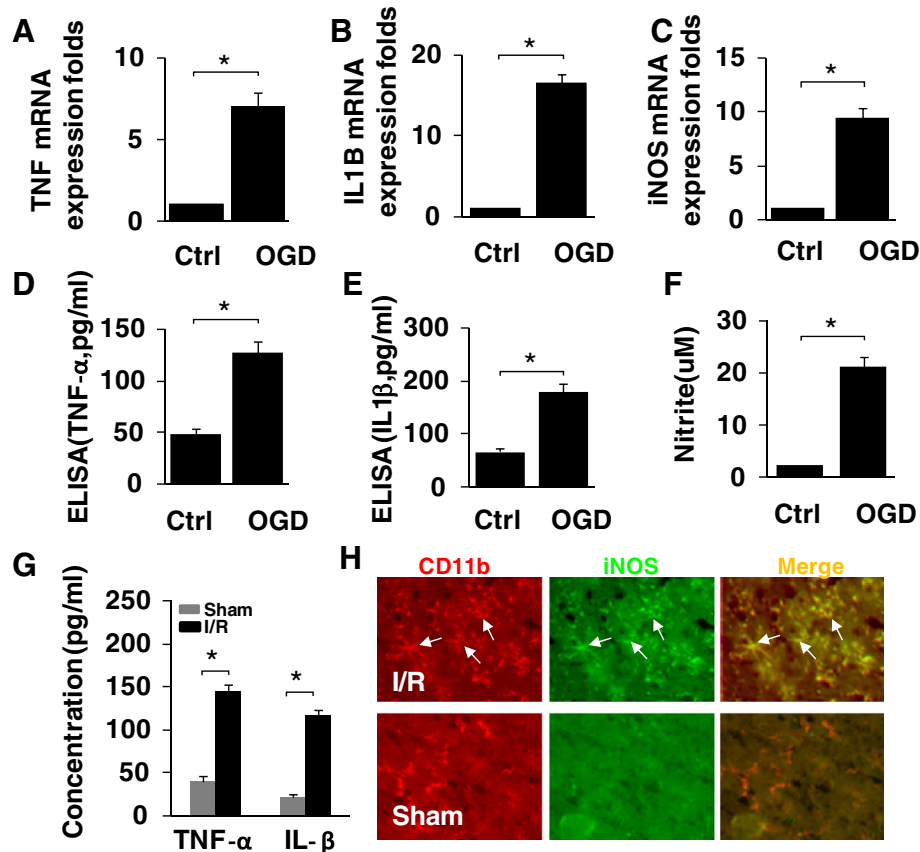 A
TNF mRNA
expression folds
10
5
0
*
Ctrl OGD
B
IL1B mRNA
expression folds
20
10
0
*
Ctrl OGD
C
iNOS mRNA
expression folds
15
10
5
0
*
Ctrl OGD
D
ELISA(TNF-α,pg/ml)
150
100
50
0
*
Ctrl OGD
E
ELISA(IL1β,pg/ml)
300
200
100
0
*
Ctrl OGD
F
Nitrite(uM)
30
20
10
0
*
Ctrl OGD
G
Concentration(pg/ml)
250
200
150
100
50
0
Sham
I/R
*
*
TNF-α IL- β
H
CD11b iNOS Merge
I/R
Sham